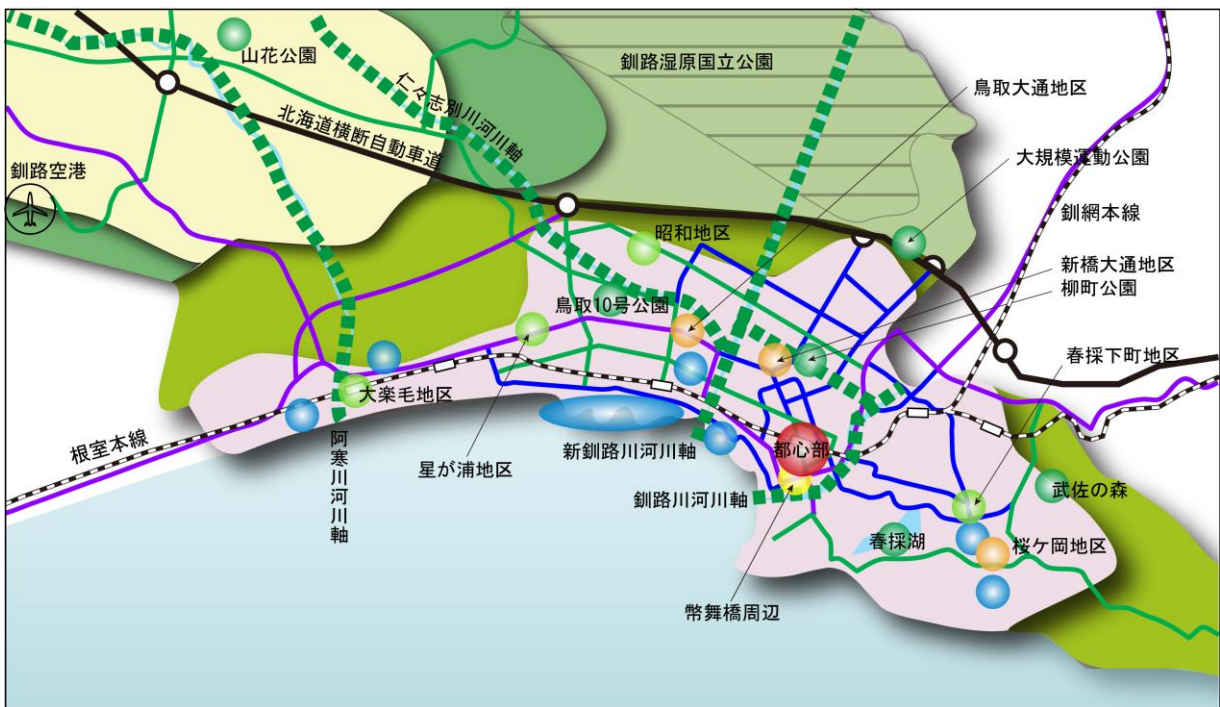 山花公園
釧路湿原国立公園
鳥取大通地区
仁々志別川河川軸
北海道横断自動車道
大規模運動公園
釧路空港
釧網本線
昭和地区
新橋大通地区
柳町公園
鳥取10号公園
春採下町地区
大楽毛地区
根室本線
阿寒川河川軸
星が浦地区
新釧路川河川軸
都心部
釧路川河川軸
武佐の森
春採湖
桜ケ岡地区
幣舞橋周辺